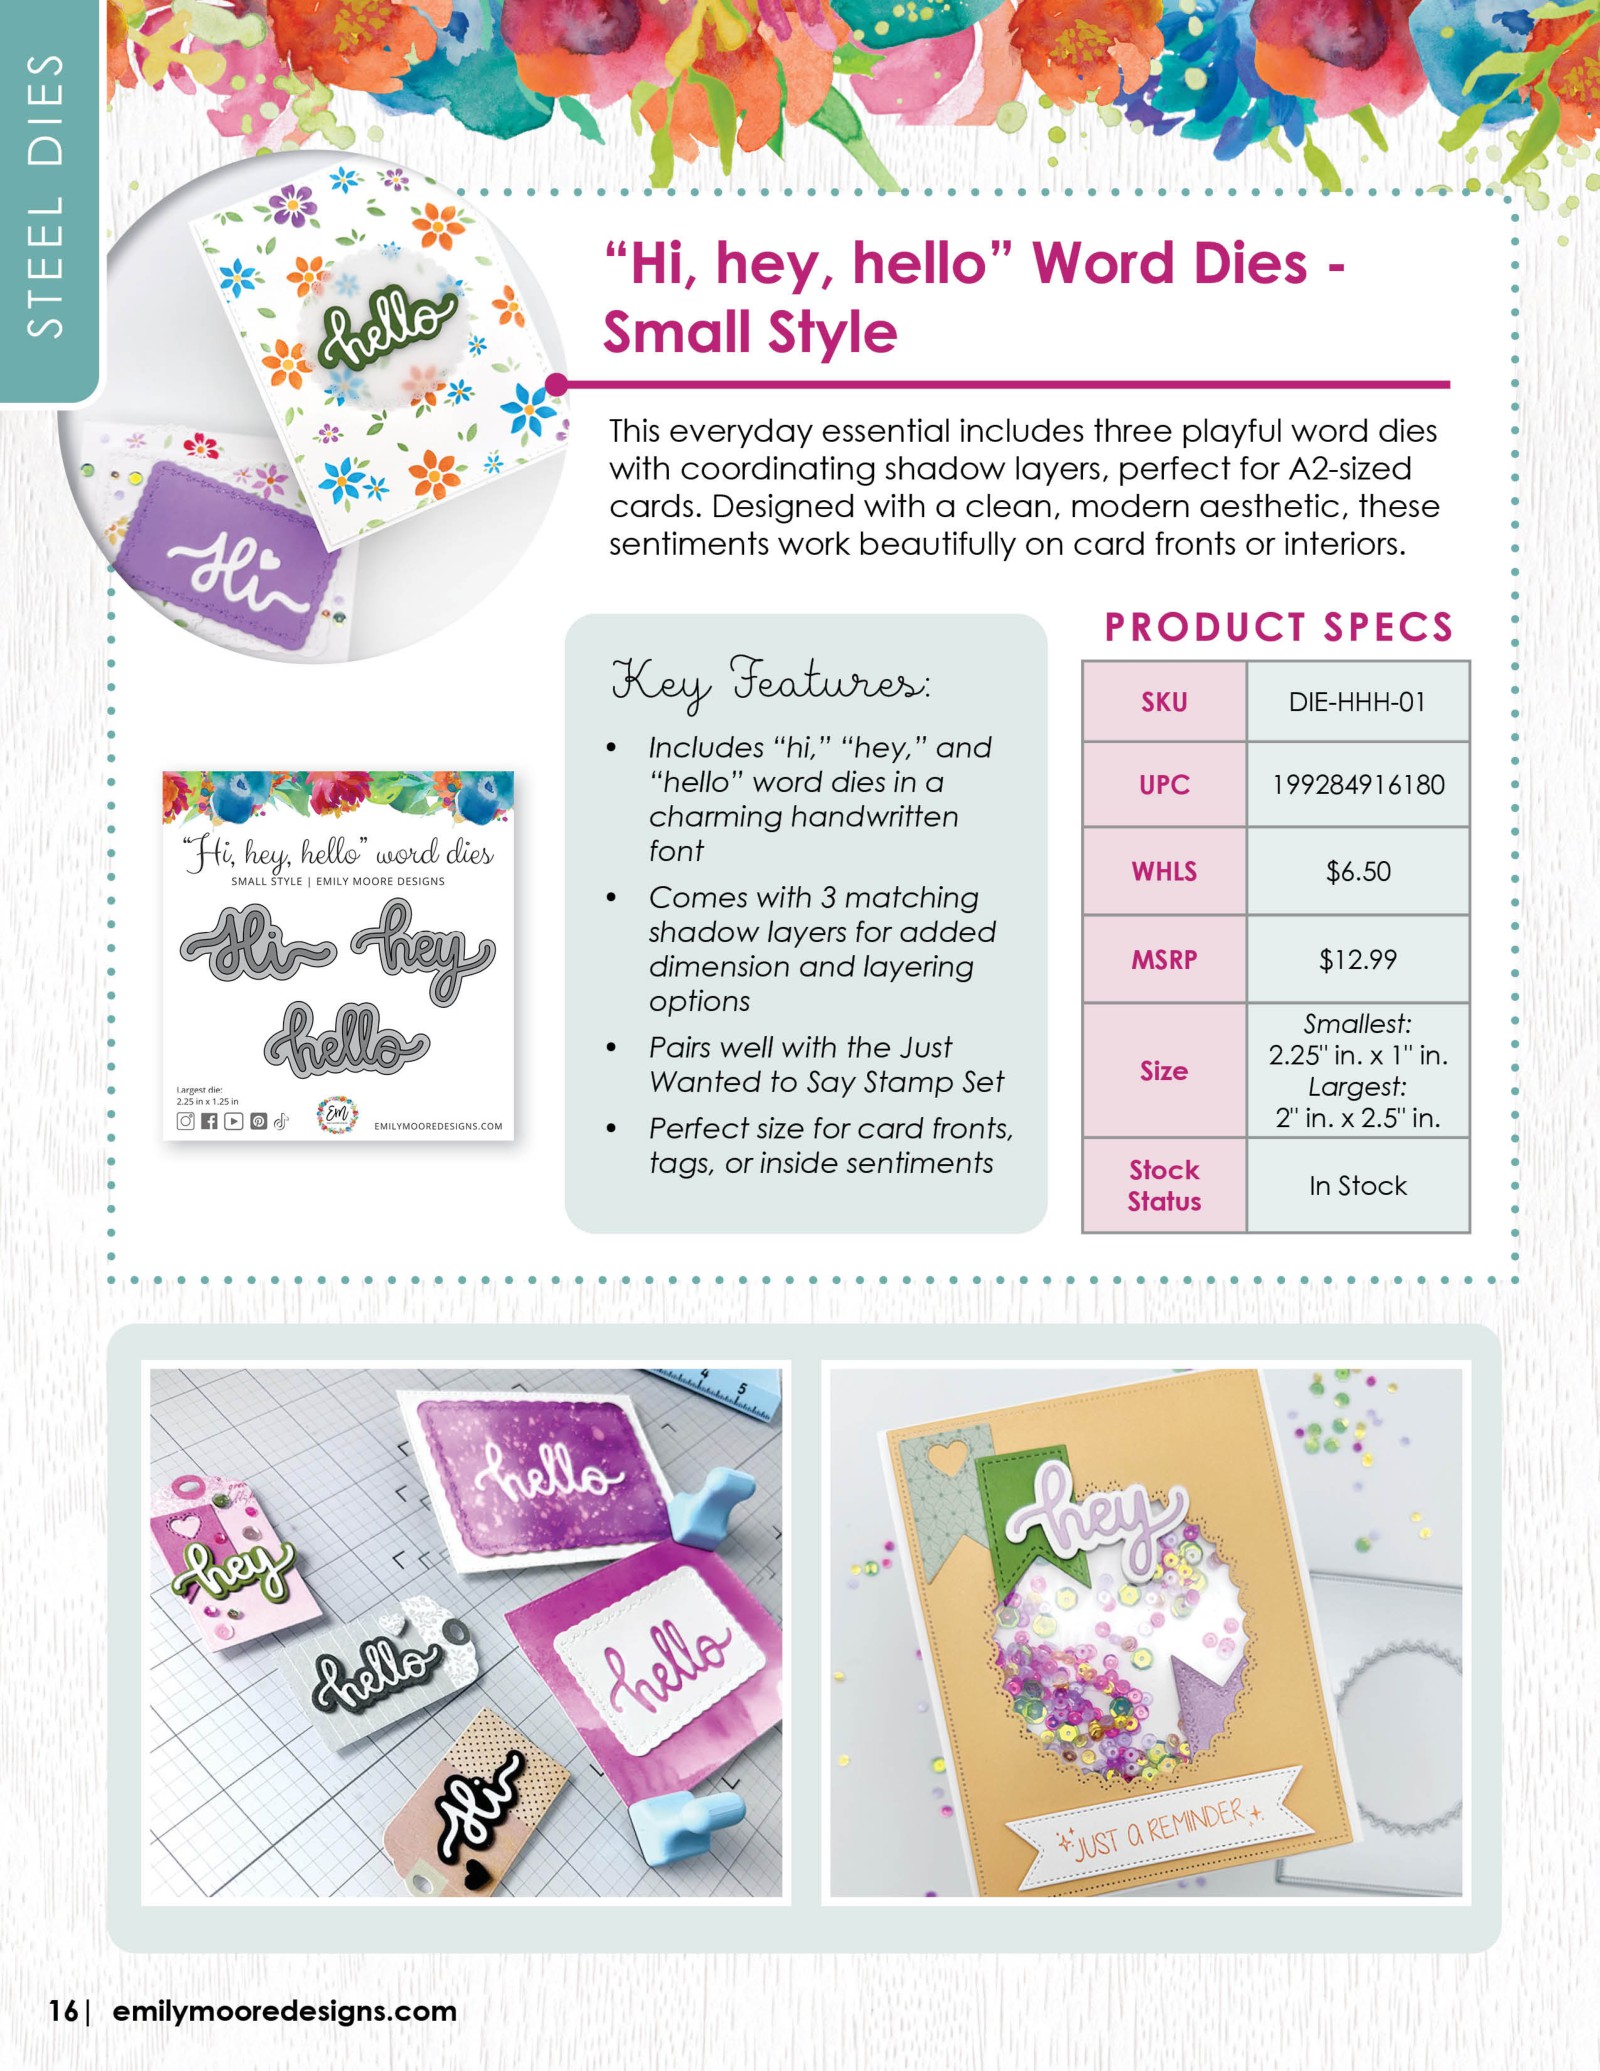 STEEL DIES
hello
Hi
“Hi, hey, hello” Word Dies -
Small Style
This everyday essential includes three playful word dies
with coordinating shadow layers, perfect for A2-sized
cards. Designed with a clean, modern aesthetic, these
sentiments work beautifully on card fronts or interiors.
“Hi, hey, hello” word dies
SMALL STYLE | EMILY MOORE DESIGNS
Hi
hey
hello
Largest die:
2.25 in x 1.25 in
EM
EMILYMOOREDESIGNS.COM
Key Features:
• Includes “hi,” “hey,” and
“hello” word dies in a
charming handwritten
font
• Comes with 3 matching
shadow layers for added
dimension and layering
options
• Pairs well with the Just
Wanted to Say Stamp Set
• Perfect size for card fronts,
tags, or inside sentiments
PRODUCT SPECS
SKU DIE-HHH-01
UPC 199284916180
WHLS $6.50
MSRP $12.99
Size
Smallest:
2.25" in. x 1" in.
Largest:
2" in. x 2.5" in.
Stock
Status
In Stock
4 5
hello
hey
hello
hello
Hi
hey
JUST A REMINDER
16| emilymooredesigns.com